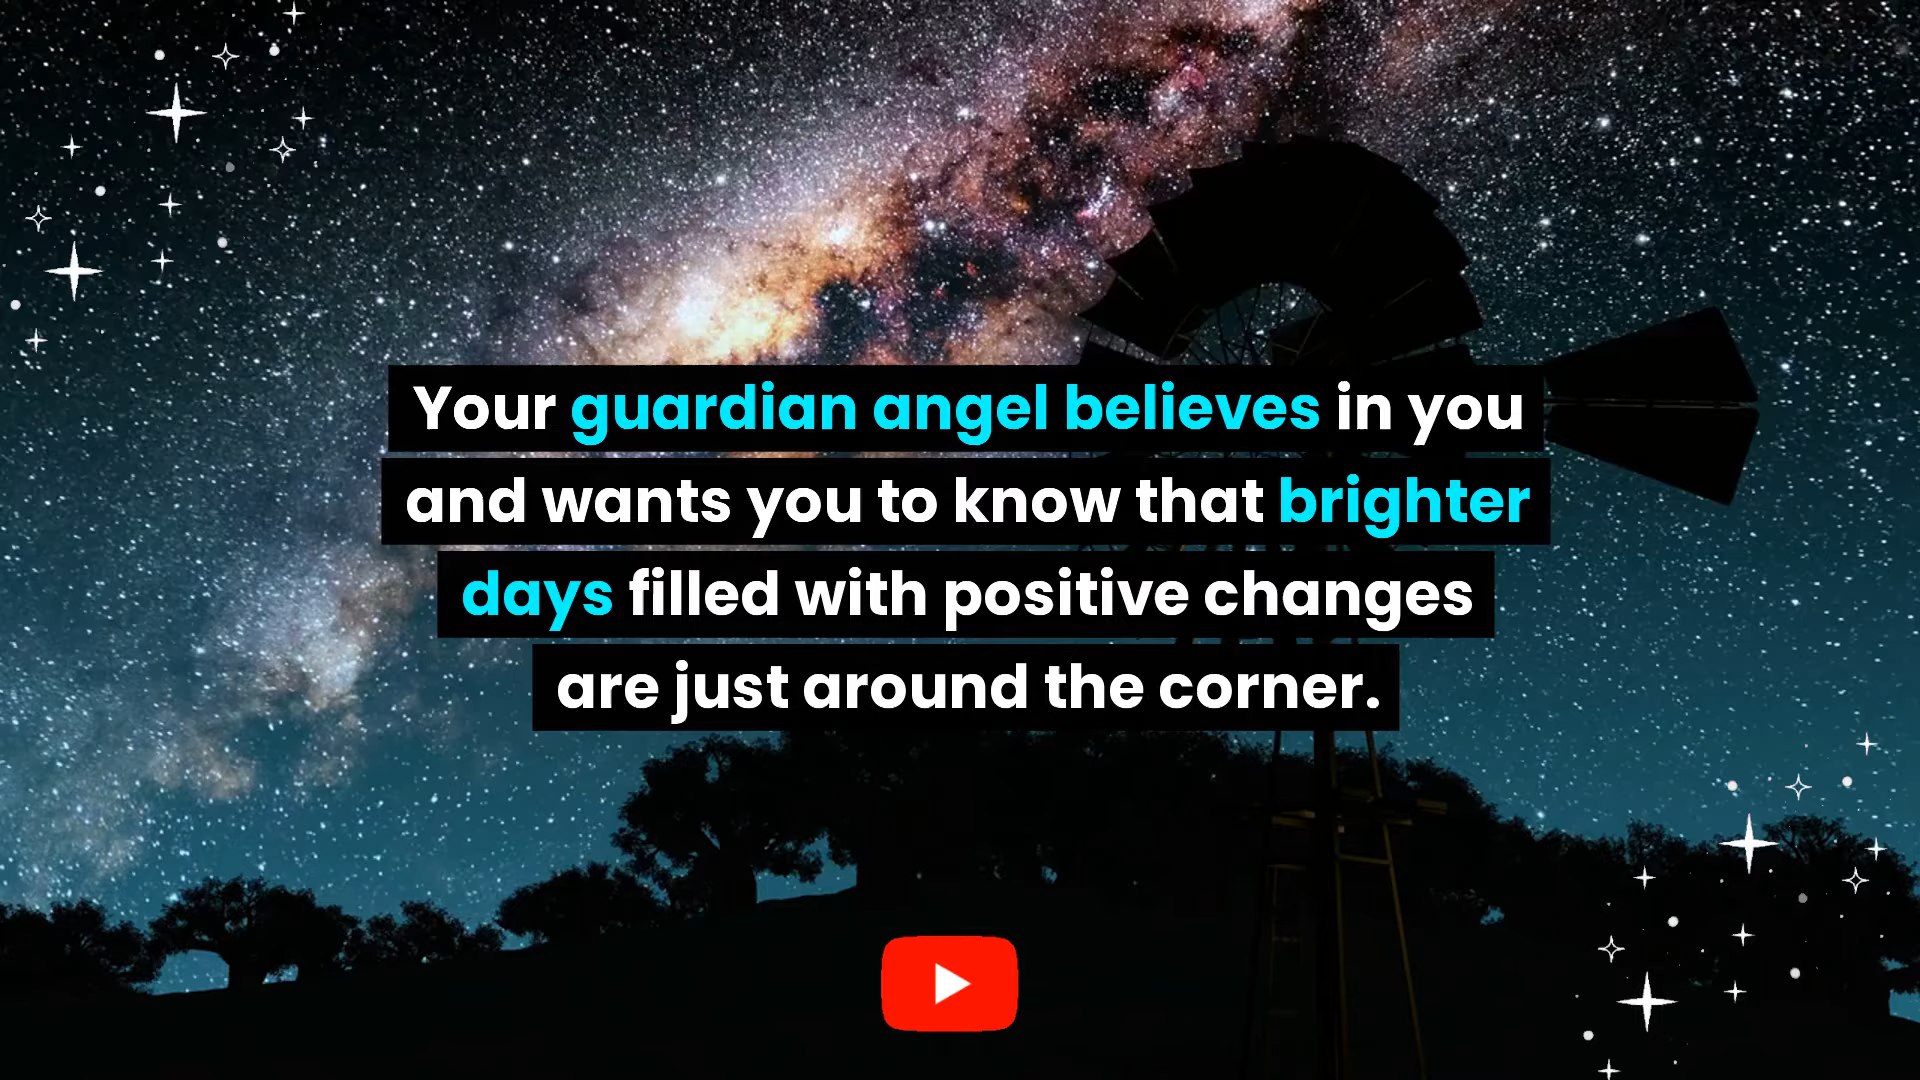 Your guardian angel believes in you
and wants you to know that brighter
days filled with positive changes
are just around the corner.